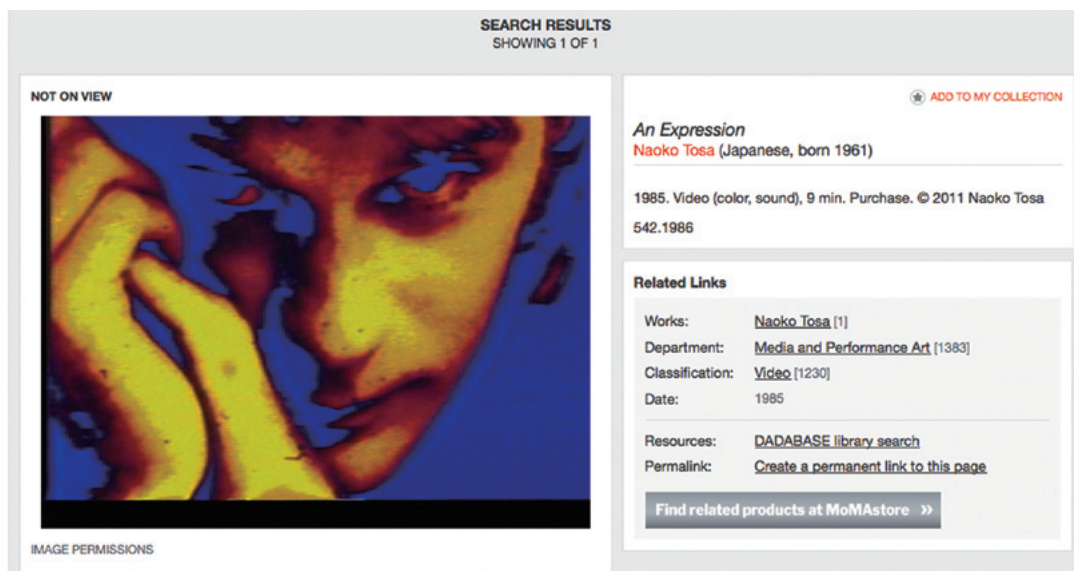 SEARCH RESULTS
SHOWING 1 OF 1
NOT ON VIEW
IMAGE PERMISSIONS
ADD TO MY COLLECTION
An Expression
Naoko Tosa (Japanese, born 1961)
1985. Video (color, sound), 9 min. Purchase. © 2011 Naoko Tosa
542.1986
Related Links
Works: Naoko Tosa [1]
Department: Media and Performance Art [1383]
Classification: Video [1230]
Date: 1985
Resources: DADABASE library search
Permalink: Create a permanent link to this page
Find related products at MoMAstore »